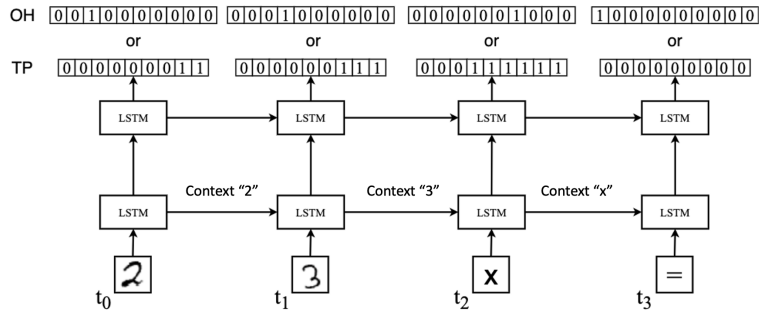 OH 0 0 1 0 0 0 0 0 0 0 0 0 0 1 0 0 0 0 0 0 0 0 0 0 0 0 1 0 0 0 1 0 0 0 0 0 0 0 0 0
or or or or
TP 0 0 0 0 0 0 0 1 1 0 0 0 0 0 0 1 1 1 0 0 0 1 1 1 1 1 1 0 0 0 0 0 0 0 0 0
LSTM LSTM LSTM LSTM
Context “2” Context “3” Context “x”
LSTM LSTM LSTM LSTM
t0 2 t1 3 t2 x t3 =